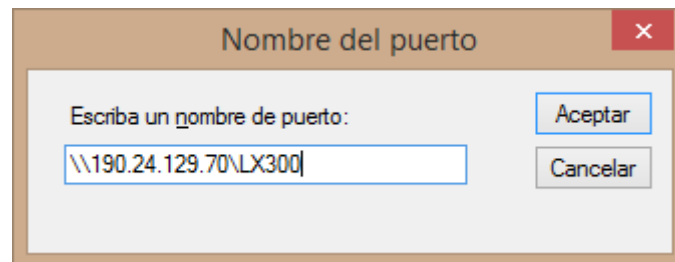 Nombre del puerto
Escriba un nombre de puerto:
Aceptar
\\190.24.129.70\LX300
Cancelar